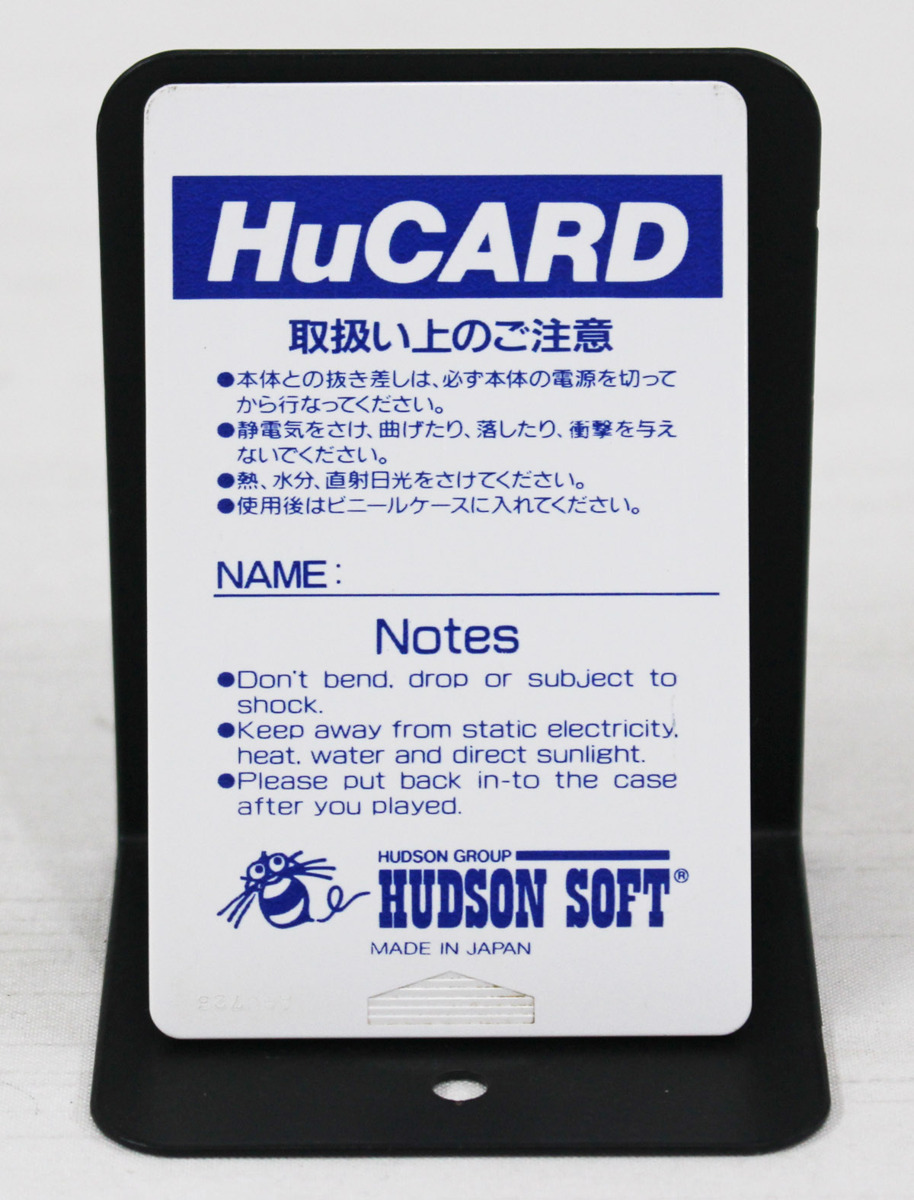 HuCARD
取扱い上のご注意
●本体との抜き差しは、必ず本体の電源を切って
から行なってください。
●静電気をさけ、曲げたり、落したり、衝撃を与え
ないでください。
●熱、水分、直射日光をさけてください。
●使用後はビニールケースに入れてください。
NAME:
Notes
●Don't bend, drop or subject to
shock.
●Keep away from static electricity,
heat, water and direct sunlight.
●Please put back in-to the case
after you played.
HUDSON GROUP
HUDSON SOFT®
MADE IN JAPAN